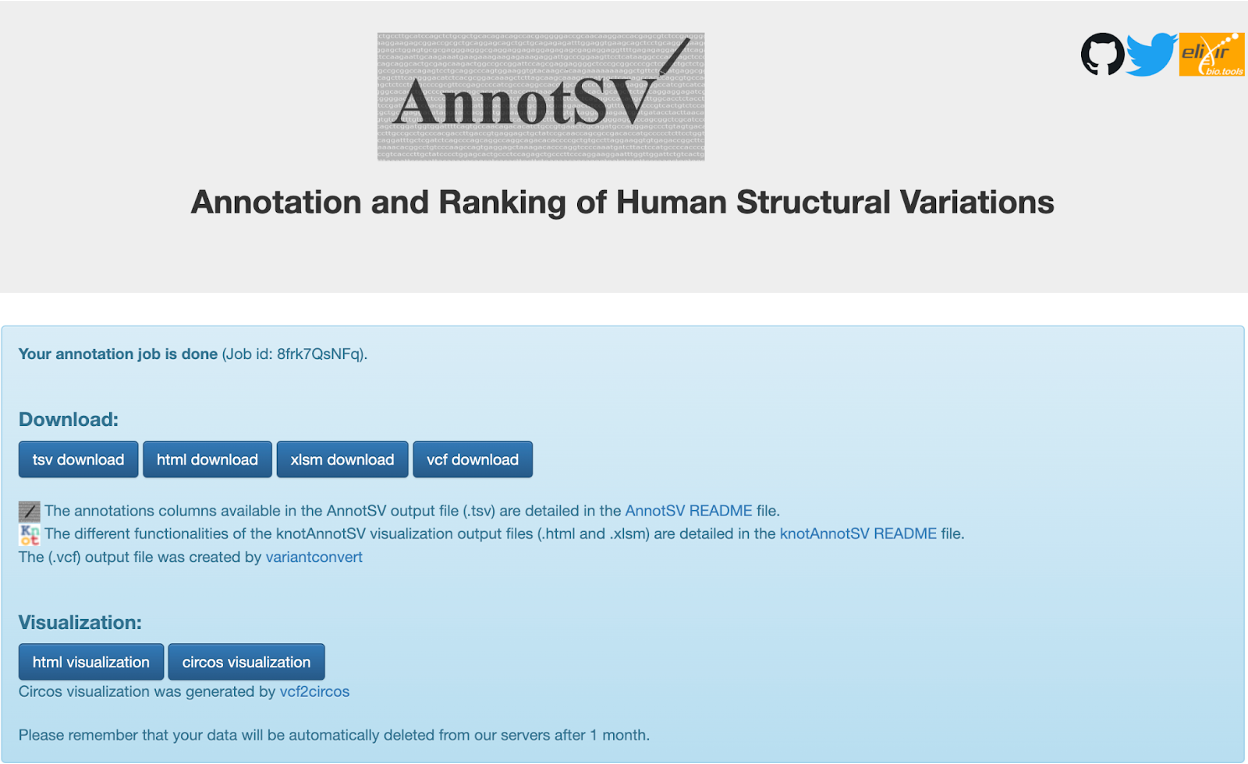 AnnotSV
elixir
bio.tools
Annotation and Ranking of Human Structural Variations
Your annotation job is done (Job id: 8frk7QsNFq).
Download:
tsv download html download xlsm download vcf download
The annotations columns available in the AnnotSV output file (.tsv) are detailed in the AnnotSV README file.
Knot The different functionalities of the knotAnnotSV visualization output files (.html and .xlsm) are detailed in the knotAnnotSV README file.
The (.vcf) output file was created by variantconvert
Visualization:
html visualization circos visualization
Circos visualization was generated by vcf2circos
Please remember that your data will be automatically deleted from our servers after 1 month.